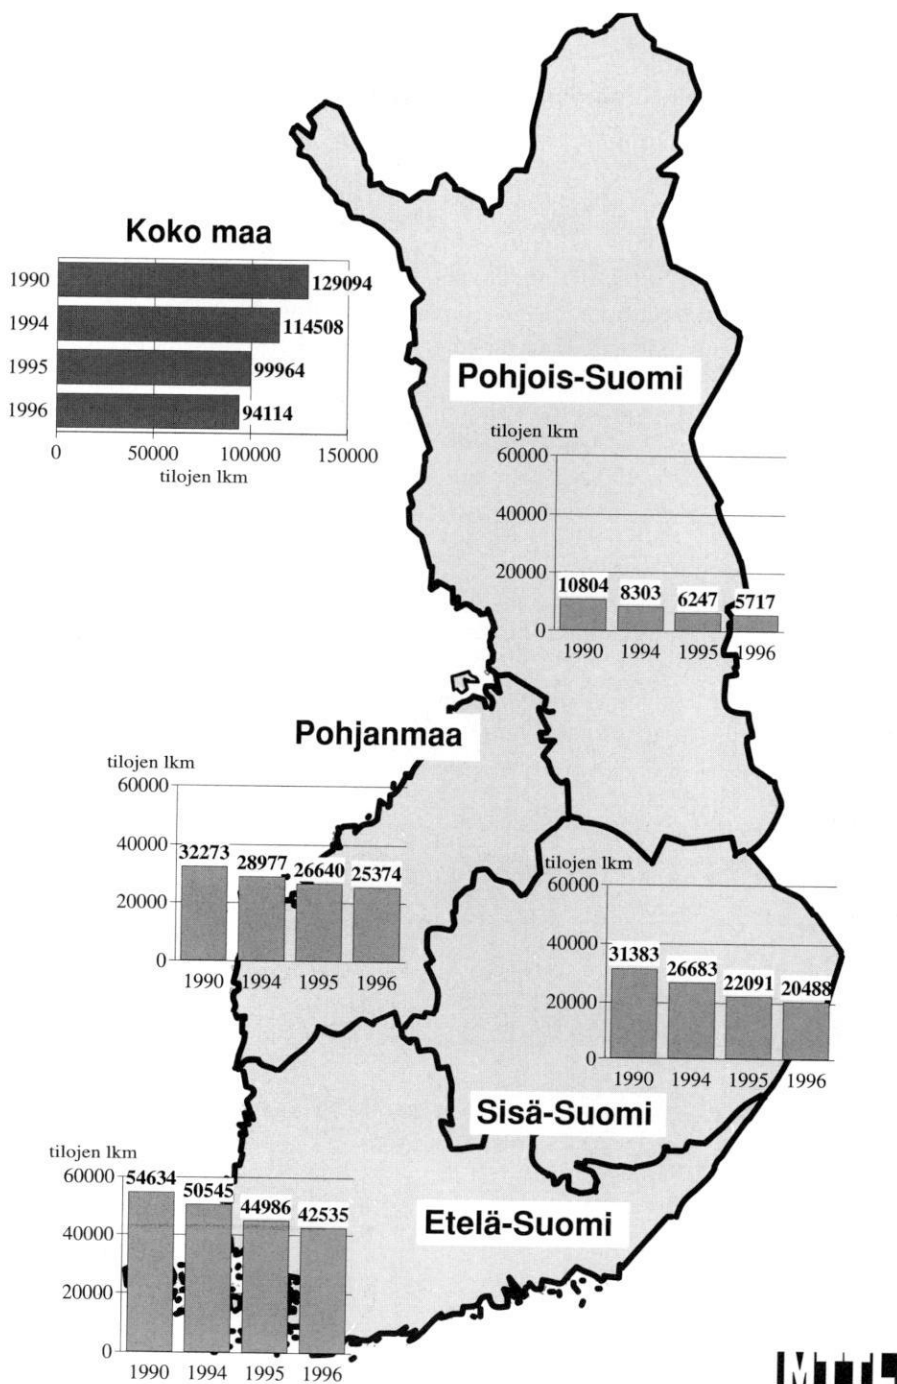 Koko maa
1990 129094
1994 114508
1995 99964
1996 94114
0 50000 100000 150000
tilojen lkm
Pohjois-Suomi
tilojen lkm
60000
40000
20000
0
10804 8303 6247 5717
1990 1994 1995 1996
Pohjanmaa
tilojen lkm
60000
40000
20000
0
32273 28977 26640 25374
1990 1994 1995 1996
tilojen lkm
60000
40000
20000
0
31383 26683 22091 20488
1990 1994 1995 1996
Sisä-Suomi
tilojen lkm
60000
40000
20000
0
54634 50545 44986 42535
1990 1994 1995 1996
Etelä-Suomi
MTTL